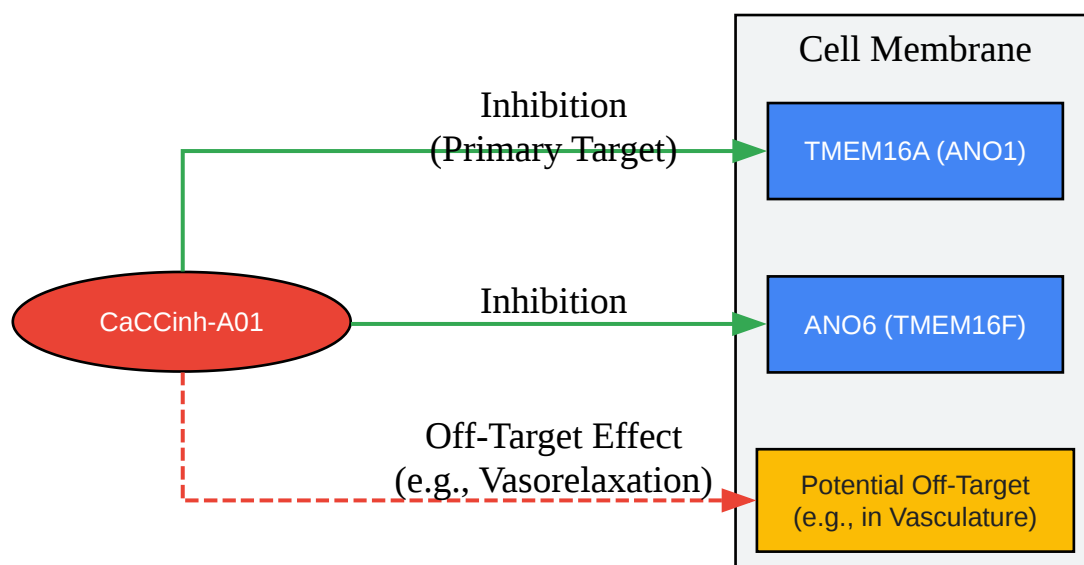 Cell Membrane
Inhibition
(Primary Target)
TMEM16A (ANO1)
CaCCinh-A01
Inhibition
ANO6 (TMEM16F)
Off-Target Effect
(e.g., Vasorelaxation)
Potential Off-Target
(e.g., in Vasculature)